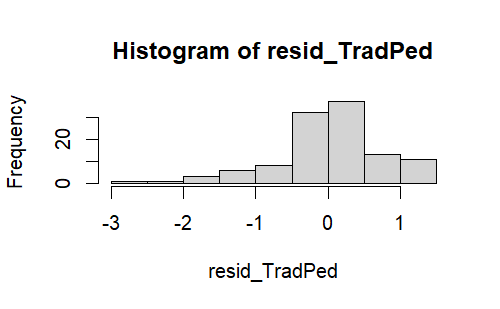 Histogram of resid_TradPed
Frequency
0 20
-3 -2 -1 0 1
resid_TradPed